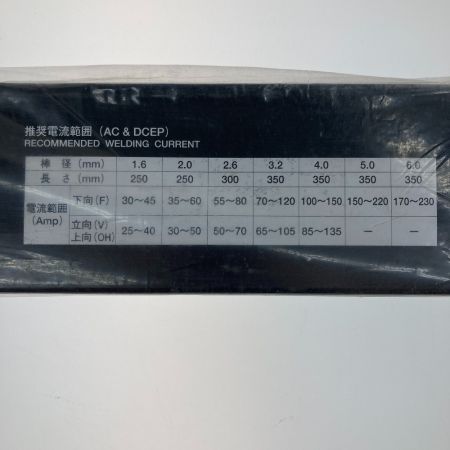 推奨電流範囲 (AC & DCEP)
RECOMMENDED WELDING CURRENT
棒 径 (mm) 1.6 2.0 2.6 3.2 4.0 5.0 6.0
長 さ (mm) 250 250 300 350 350 350 350
電流範囲 (Amp) 下向 (F) 30~45 35~60 55~80 70~120 100~150 150~220 170~230
立向 (V) 上向 (OH) 25~40 30~50 50~70 65~105 85~135 — —